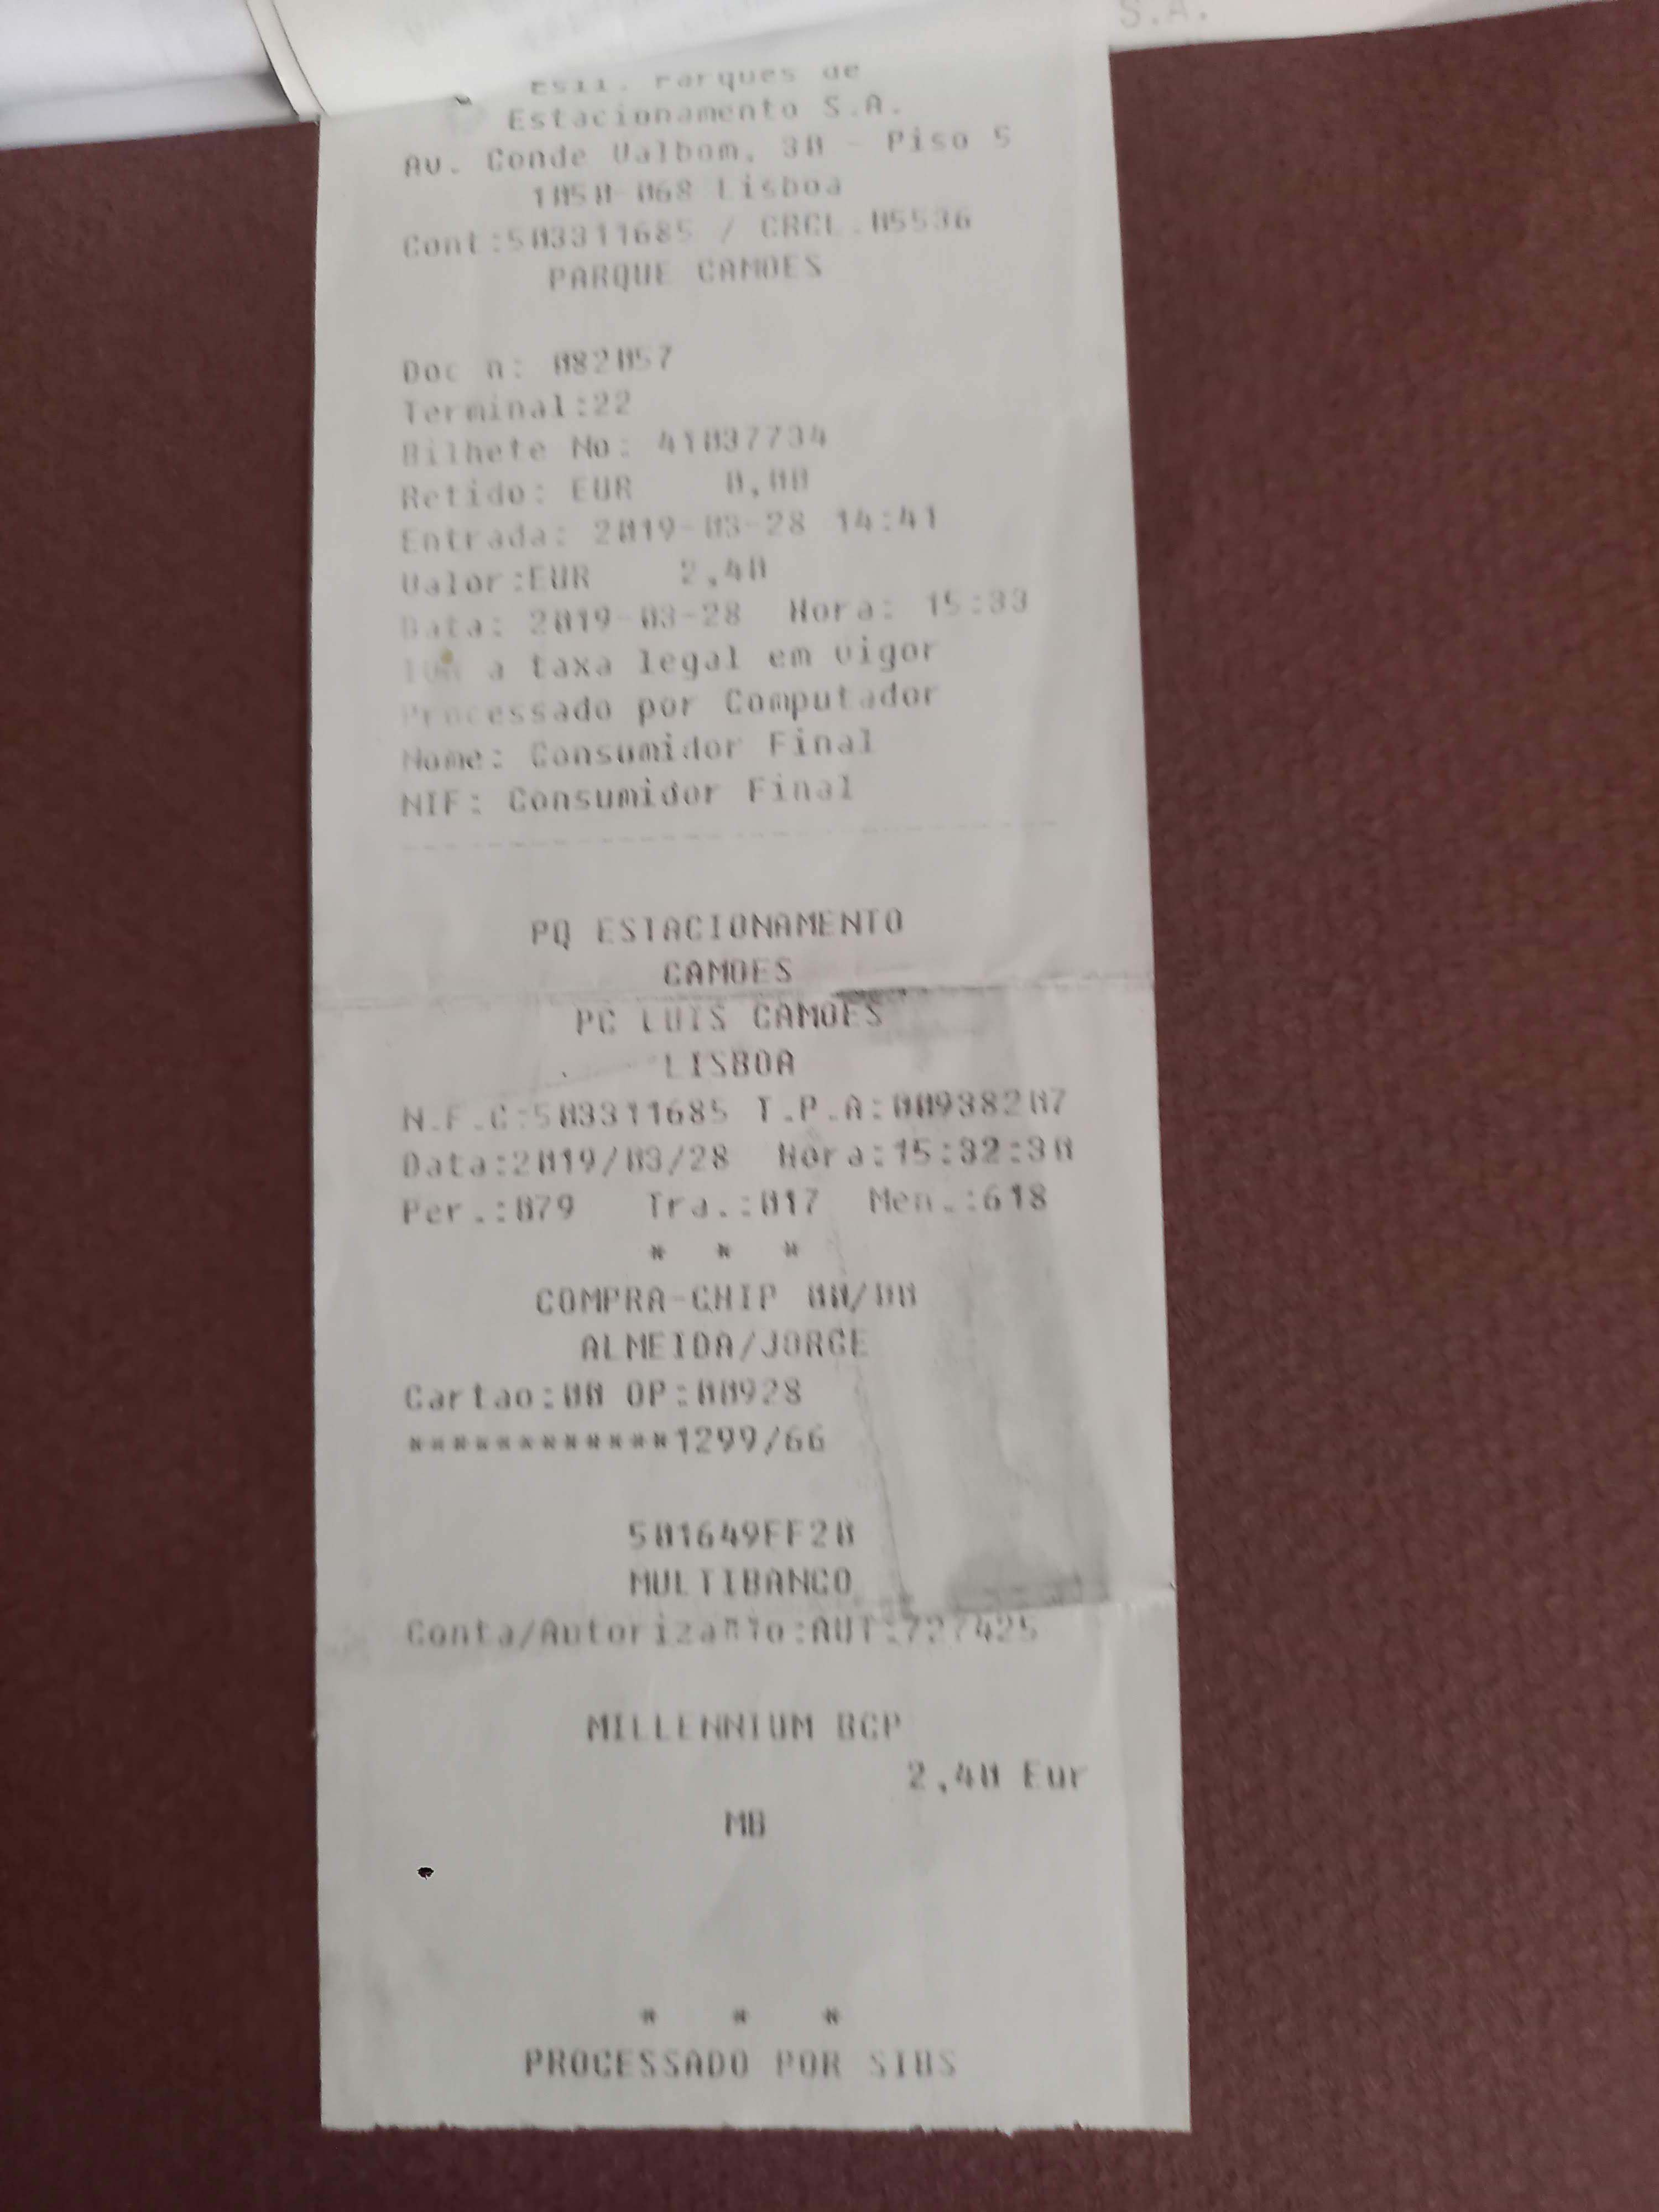 S.A.
ESLI. Parques de
Estacionamento S.A.
Av. Conde Valbom, 30 - Piso 5
1050-068 Lisboa
Cont:503311685 / CRCL.05536
PARQUE CAMOES
Doc n: 082057
Terminal:22
Bilhete No: 41037734
Retido: EUR 0,00
Entrada: 2019-03-28 14:41
Valor:EUR 2,40
Data: 2019-03-28 Hora: 15:33
a taxa legal em vigor
Processado por Computador
Nome: Consumidor Final
NIF: Consumidor Final
PQ ESTACIONAMENTO
CAMOES
PC LUIS CAMOES
LISBOA
N.F.C:503311685 T.P.A:00938207
Data:2019/03/28 Hora:15:32:30
Per.:079 Tra.:017 Men.:618
* * *
COMPRA-CHIP 00/00
ALMEIDA/JORGE
Cartao:00 OP:00928
************1299/66
501649FF20
MULTIBANCO
AUT:727425
MILLENNIUM BCP
2,40 Eur
MB
* * *
PROCESSADO POR SIBS